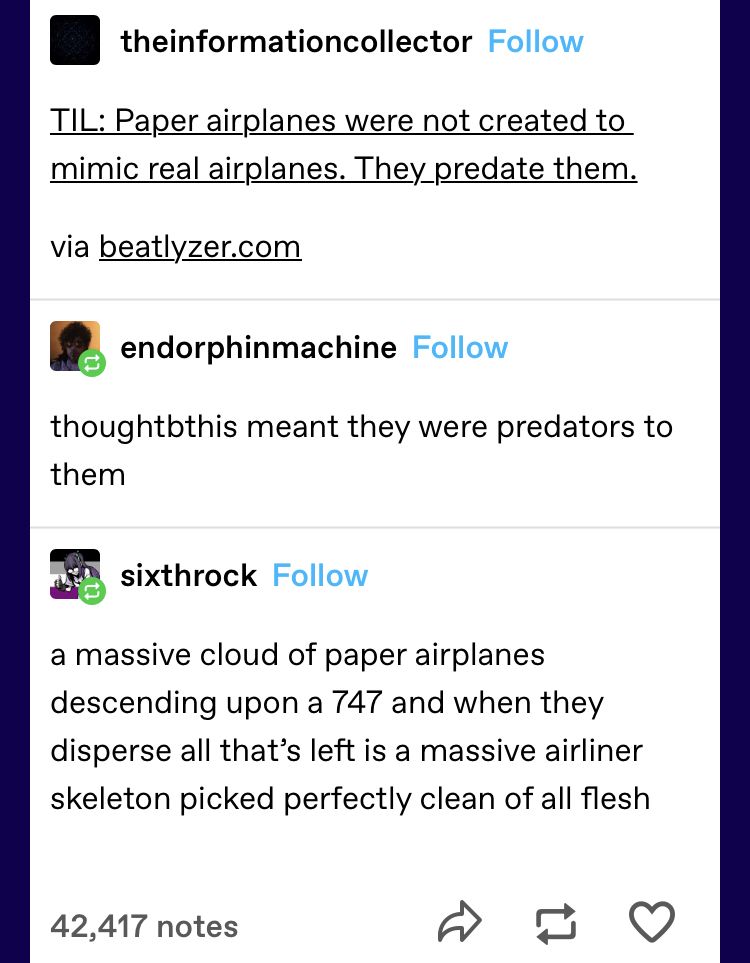 theinformationcollector Follow
TIL: Paper airplanes were not created to
mimic real airplanes. They predate them.
via beatlyzer.com
endorphinmachine Follow
thoughtbthis meant they were predators to
them
sixthrock Follow
a massive cloud of paper airplanes
descending upon a 747 and when they
disperse all that’s left is a massive airliner
skeleton picked perfectly clean of all flesh
42,417 notes